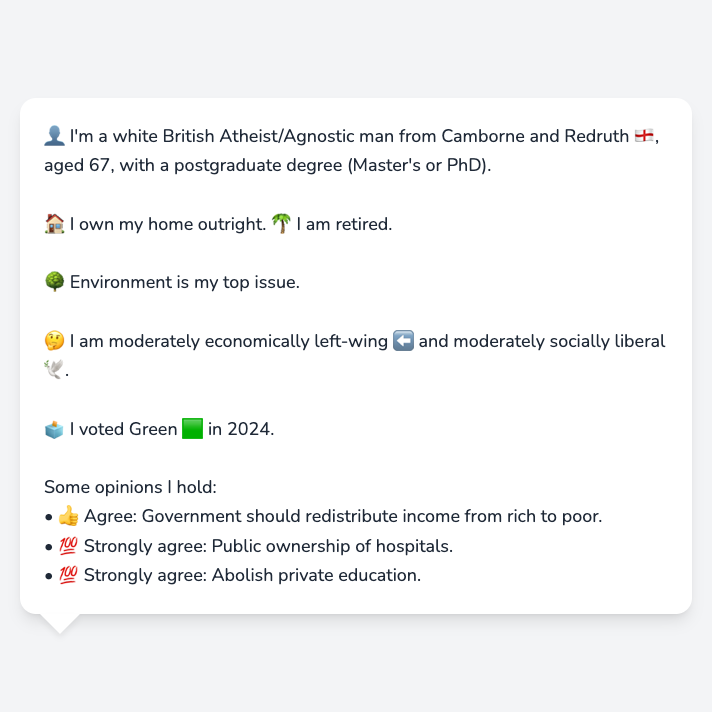 👤 I'm a white British Atheist/Agnostic man from Camborne and Redruth 🏴󠁧󠁢󠁥󠁮󠁧󠁿,
aged 67, with a postgraduate degree (Master's or PhD).
🏠 I own my home outright. 🌴 I am retired.
🌳 Environment is my top issue.
🤔 I am moderately economically left-wing ⬅️ and moderately socially liberal
🕊️.
🗳️ I voted Green 🟩 in 2024.
Some opinions I hold:
• 👍 Agree: Government should redistribute income from rich to poor.
• 💯 Strongly agree: Public ownership of hospitals.
• 💯 Strongly agree: Abolish private education.